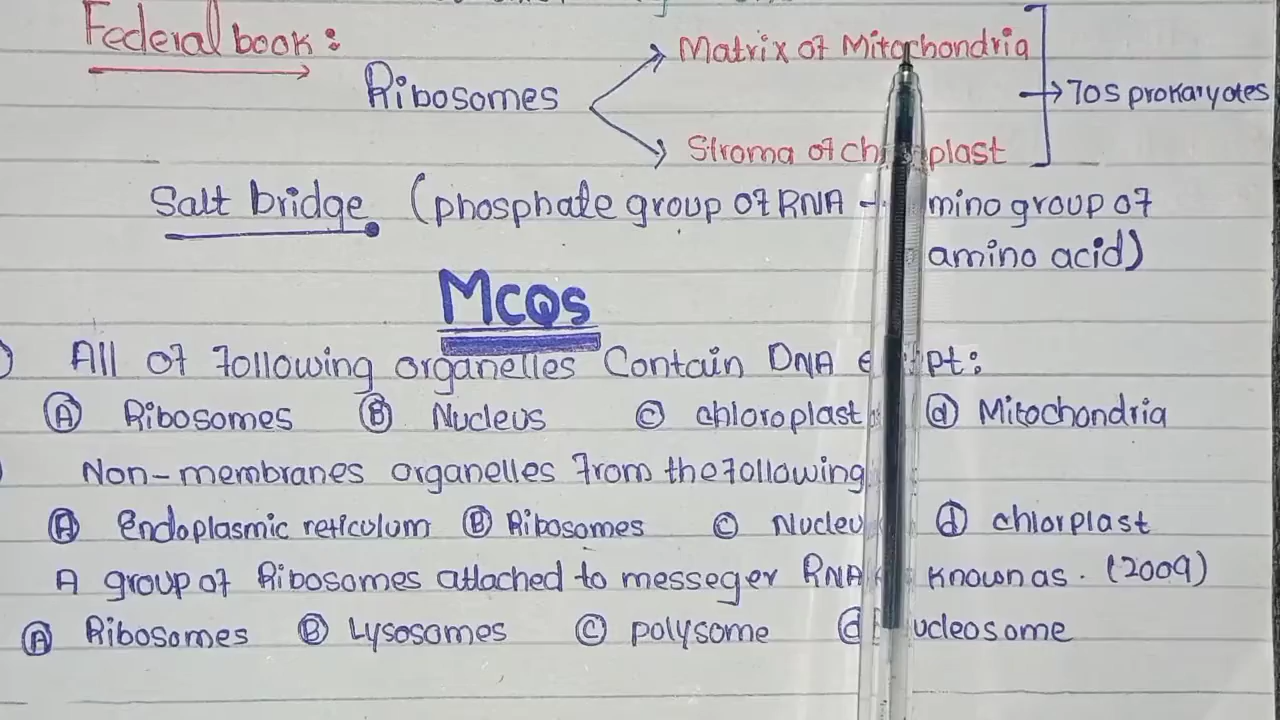 Federal book:
Matrix of Mitochondria
Ribosomes
70s prokaryotes
Stroma of plast
Salt bridge (phosphate group of RNA mino group of
amino acid)
MCQs
All of following organelles Contain DNA pt:
A Ribosomes B Nucleus C chloroplast d Mitochondria
Non-membranes organelles from the following
A Endoplasmic reticulum B Ribosomes C Nucleu d chlorplast
A group of Ribosomes attached to messeger RNA known as. (2009)
A Ribosomes B Lysosomes C polysome d ucleosome